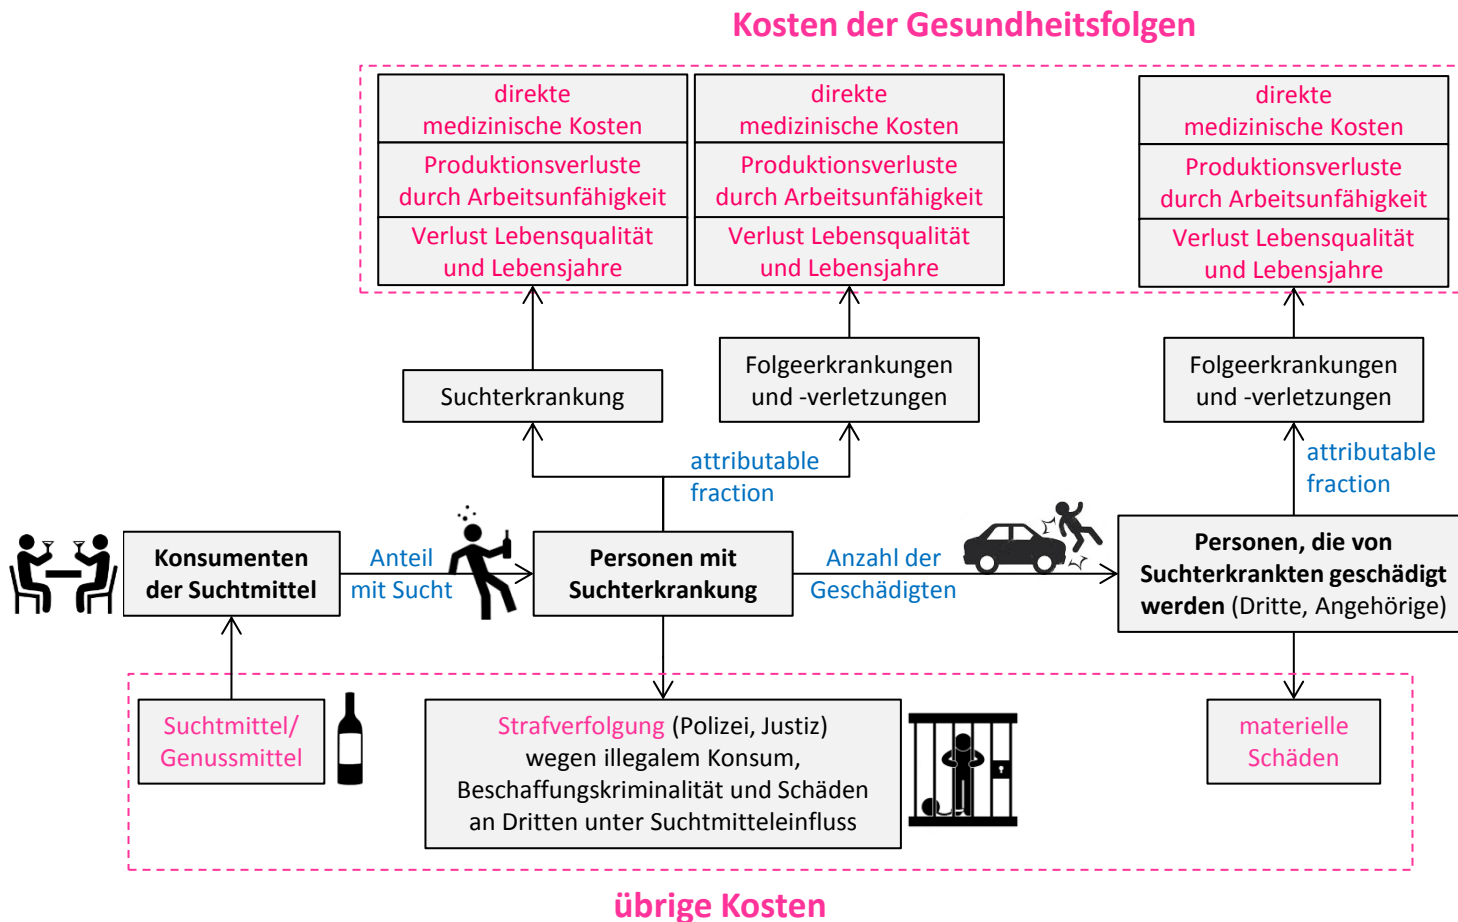 Kosten der Gesundheitsfolgen
direkte
medizinische Kosten
Produktionsverluste
durch Arbeitsunfähigkeit
Verlust Lebensqualität
und Lebensjahre
direkte
medizinische Kosten
Produktionsverluste
durch Arbeitsunfähigkeit
Verlust Lebensqualität
und Lebensjahre
direkte
medizinische Kosten
Produktionsverluste
durch Arbeitsunfähigkeit
Verlust Lebensqualität
und Lebensjahre
Suchterkrankung
Folgeerkrankungen
und -verletzungen
Folgeerkrankungen
und -verletzungen
attributable
fraction
attributable
fraction
Konsumenten
der Suchtmittel
Anteil
mit Sucht
Personen mit
Suchterkrankung
Anzahl der
Geschädigten
Personen, die von
Suchterkrankten geschädigt
werden (Dritte, Angehörige)
Suchtmittel/
Genussmittel
Strafverfolgung (Polizei, Justiz)
wegen illegalem Konsum,
Beschaffungskriminalität und Schäden
an Dritten unter Suchtmitteleinfluss
materielle
Schäden
übrige Kosten